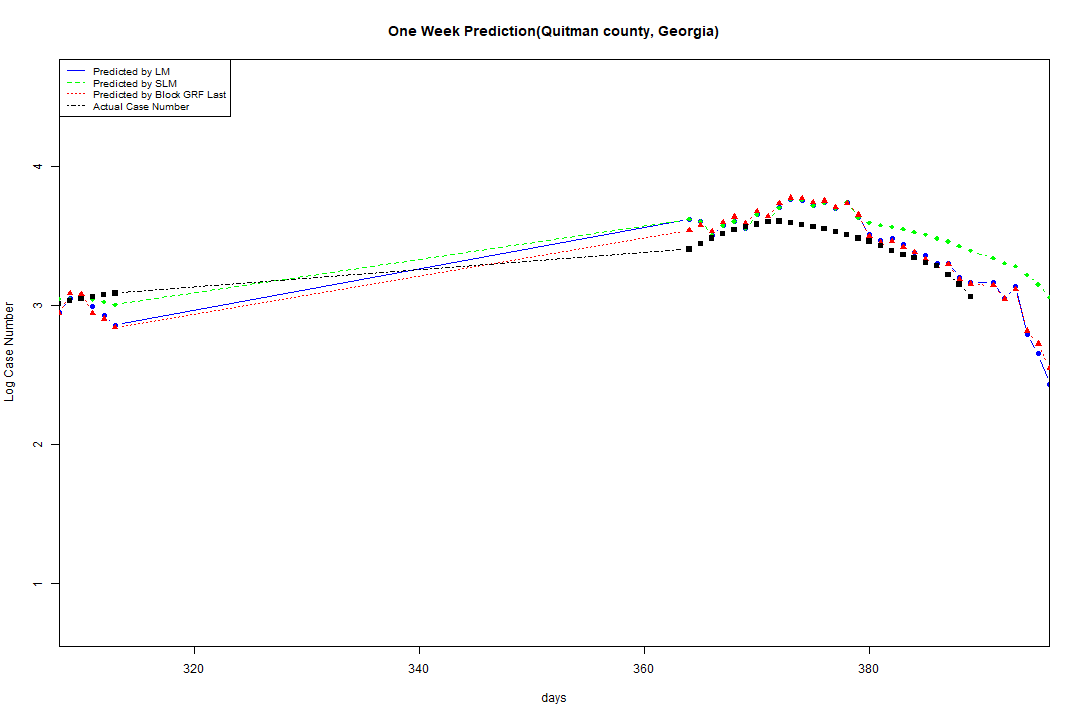 One Week Prediction(Quitman county, Georgia)
Predicted by LM
Predicted by SLM
Predicted by Block GRF Last
Actual Case Number
4
3
2
1
Log Case Number
320 340 360 380
days